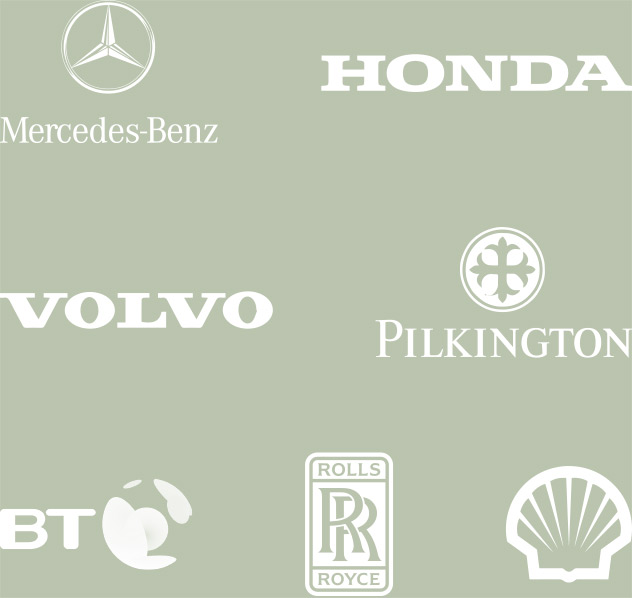 Mercedes-Benz
HONDA
VOLVO
PILKINGTON
BT
ROLLS
RR
ROYCE